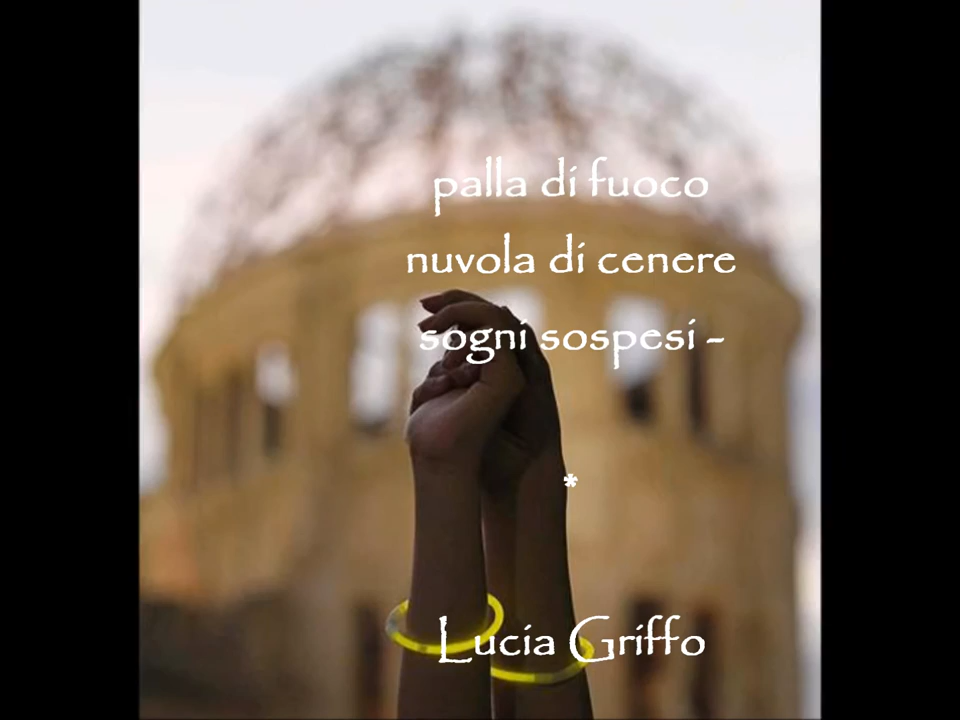 palla di fuoco
nuvola di cenere
sogni sospesi -
*
Lucia Griffo